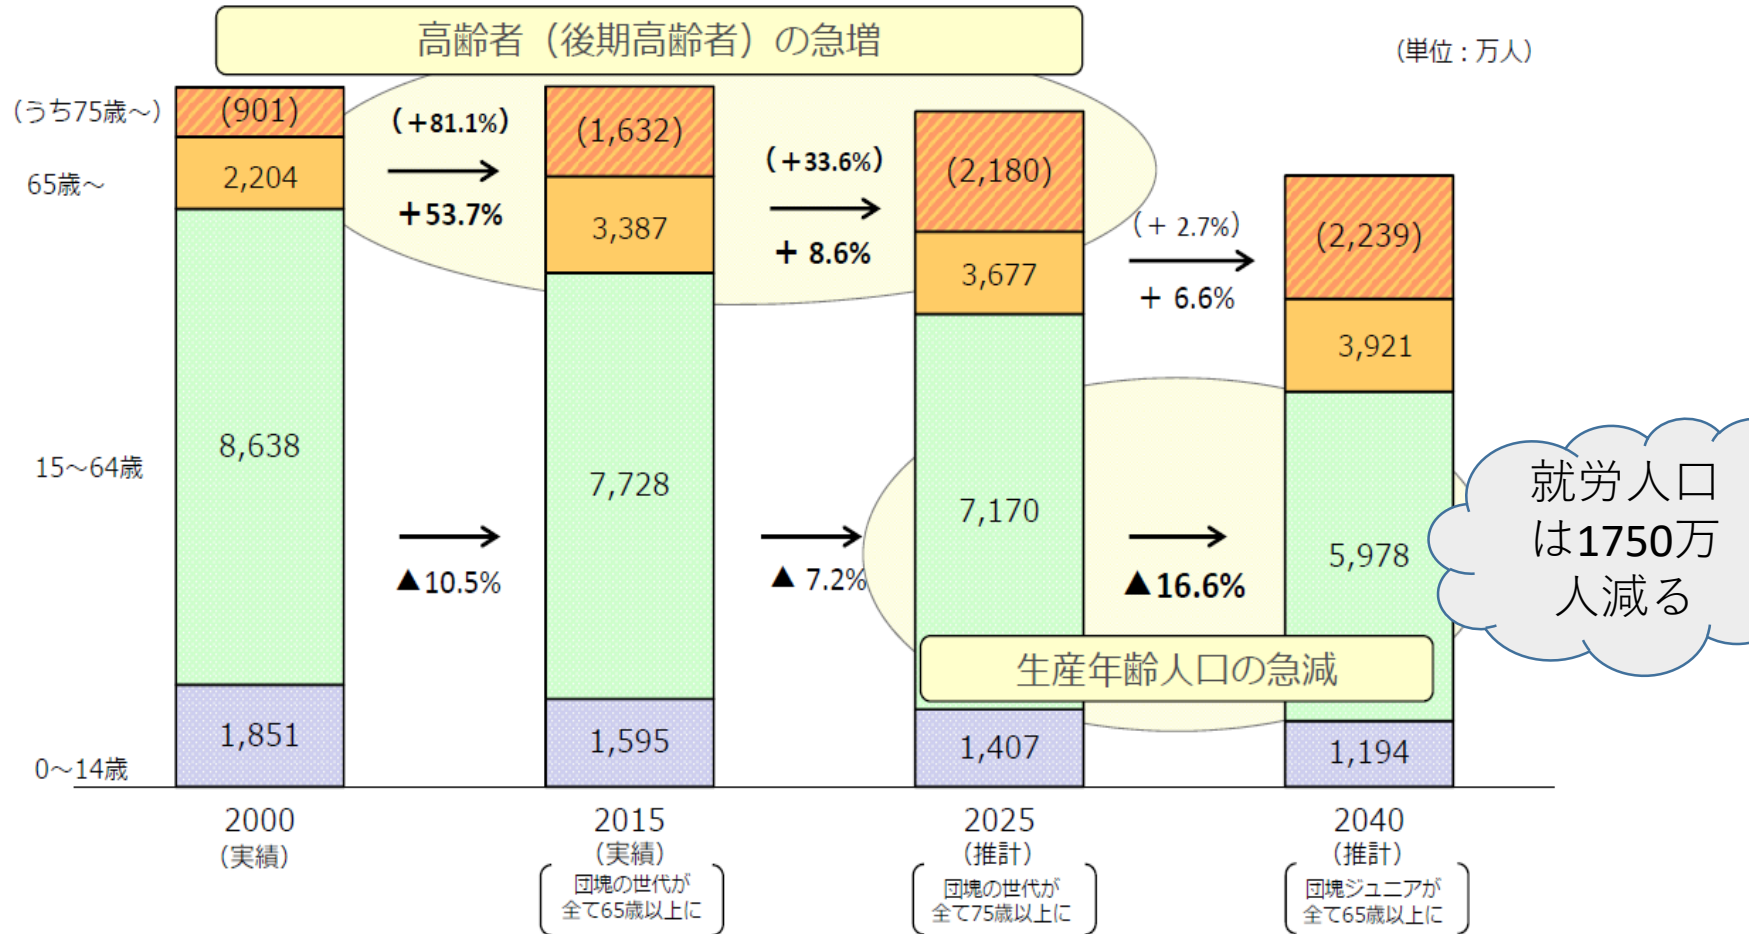 高齢者（後期高齢者）の急増
（単位：万人）
（うち75歳～）
65歳～
15～64歳
0～14歳
(901)
2,204
8,638
1,851
(+81.1%)
+53.7%
▲10.5%
(1,632)
3,387
7,728
1,595
(+33.6%)
+ 8.6%
▲ 7.2%
(2,180)
3,677
7,170
1,407
(+ 2.7%)
+ 6.6%
▲16.6%
(2,239)
3,921
5,978
1,194
生産年齢人口の急減
就労人口
は1750万
人減る
2000
（実績）
2015
（実績）
団塊の世代が
全て65歳以上に
2025
（推計）
団塊の世代が
全て75歳以上に
2040
（推計）
団塊ジュニアが
全て65歳以上に